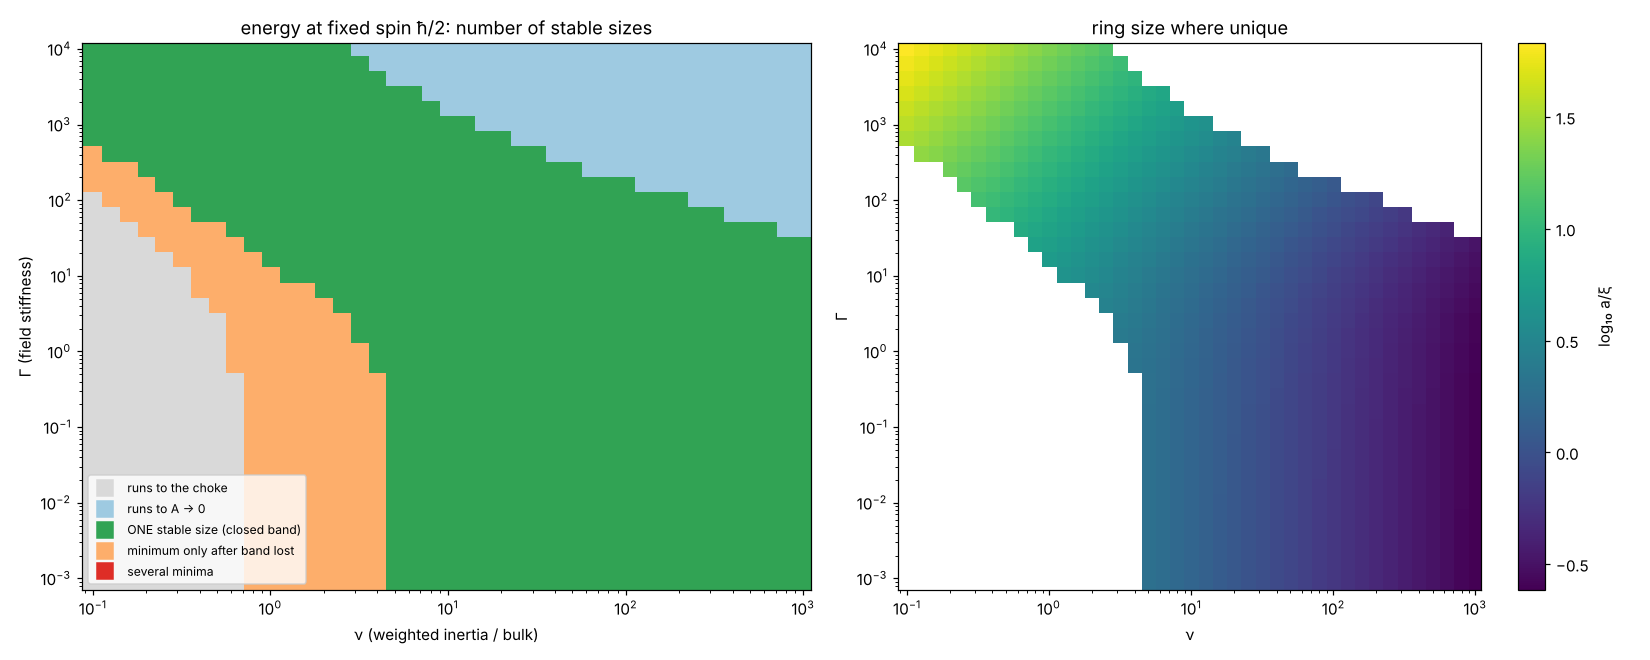 energy at fixed spin ħ/2: number of stable sizes
10⁴
10³
10²
10¹
10⁰
10⁻¹
10⁻²
10⁻³
Γ (field stiffness)
runs to the choke
runs to A → 0
ONE stable size (closed band)
minimum only after band lost
several minima
10⁻¹
10⁰
10¹
10²
10³
ν (weighted inertia / bulk)
ring size where unique
10⁴
10³
10²
10¹
10⁰
10⁻¹
10⁻²
10⁻³
Γ
10⁻¹
10⁰
10¹
10²
10³
ν
1.5
1.0
0.5
0.0
−0.5
log₁₀ a/ξ